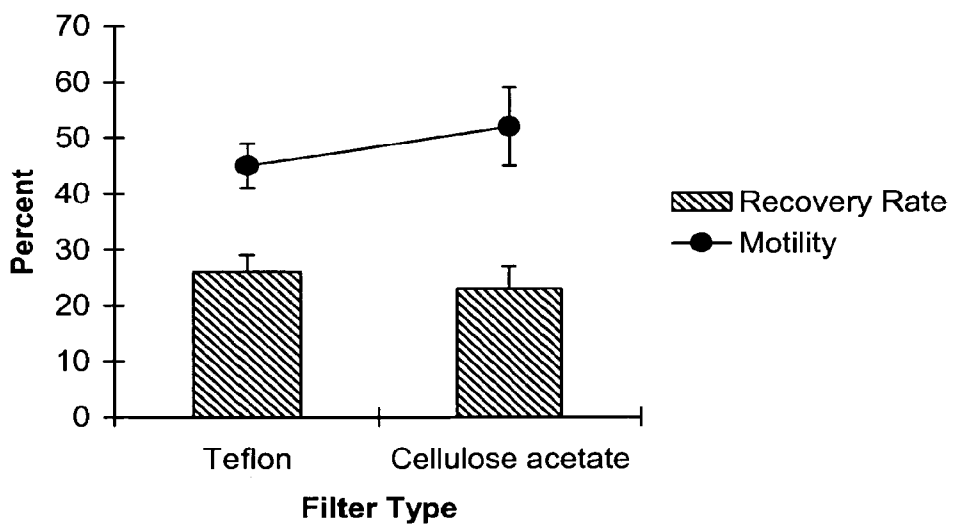 70
60
50
40
30
20
10
0
Percent
Teflon
Cellulose acetate
Filter Type
Recovery Rate
Motility